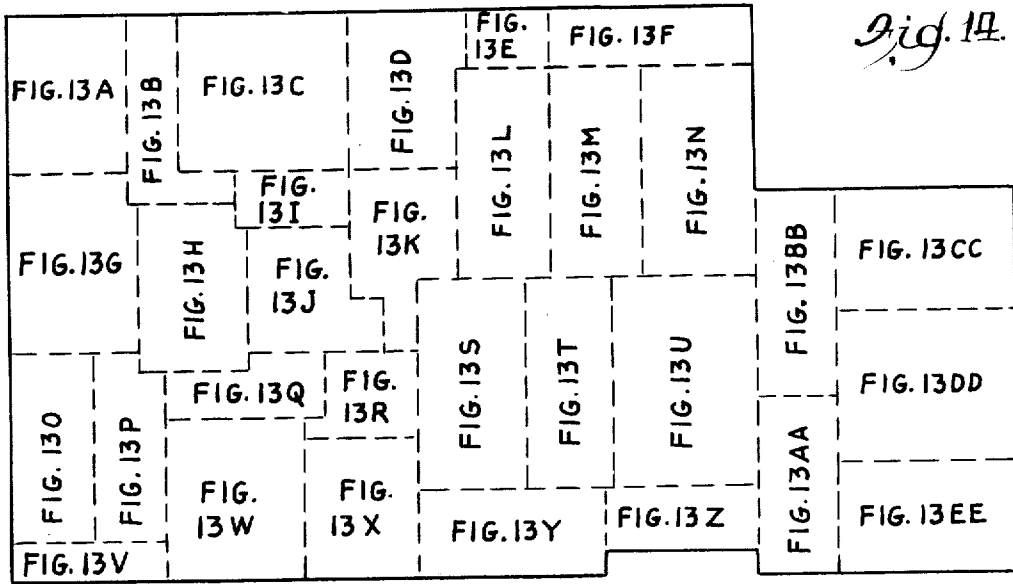 Fig. 14.
FIG. 13A
FIG. 13B
FIG. 13C
FIG. 13D
FIG.
13E
FIG. 13F
FIG. 13G
FIG. 13H
FIG.
13I
FIG.
13J
FIG.
13K
FIG. 13L
FIG. 13M
FIG. 13N
FIG. 13O
FIG. 13P
FIG. 13Q
FIG.
13R
FIG. 13S
FIG. 13T
FIG. 13U
FIG. 13V
FIG.
13W
FIG.
13X
FIG. 13Y
FIG. 13Z
FIG. 13AA
FIG. 13BB
FIG. 13CC
FIG. 13DD
FIG. 13EE